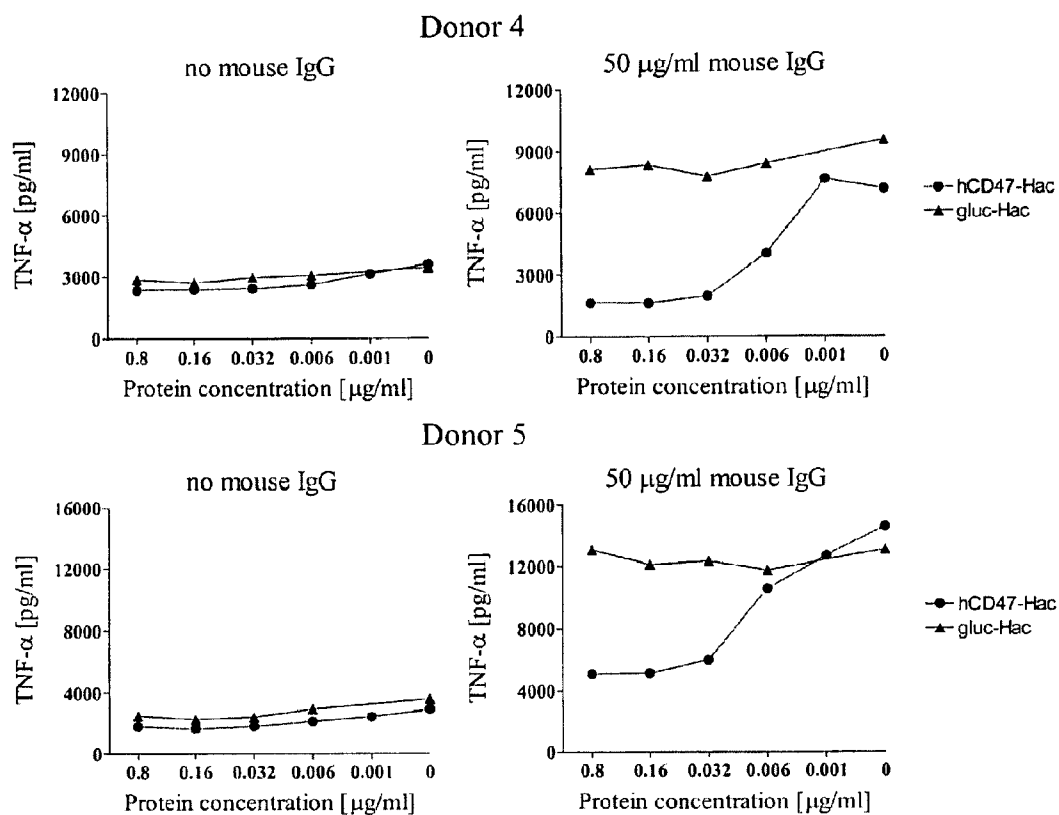 Donor 4
no mouse IgG
50 µg/ml mouse IgG
TNF-α [pg/ml]
12000
9000
6000
3000
0
0.8 0.16 0.032 0.006 0.001 0
Protein concentration [µg/ml]
TNF-α [pg/ml]
12000
9000
6000
3000
0
0.8 0.16 0.032 0.006 0.001 0
Protein concentration [µg/ml]
hCD47-Hac
gluc-Hac
Donor 5
no mouse IgG
50 µg/ml mouse IgG
TNF-α [pg/ml]
16000
12000
8000
4000
0
0.8 0.16 0.032 0.006 0.001 0
Protein concentration [µg/ml]
TNF-α [pg/ml]
16000
12000
8000
4000
0
0.8 0.16 0.032 0.006 0.001 0
Protein concentration [µg/ml]
hCD47-Hac
gluc-Hac